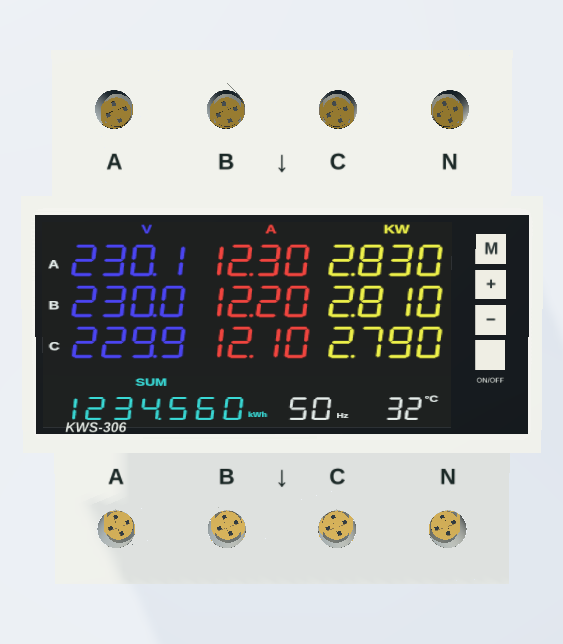 A B ↓ C N
V A KW
A 230.1 12.30 2.830
B 230.0 12.20 2.810
C 229.9 12.10 2.790
M
+
−
ON/OFF
SUM
1234.560 kWh 50 Hz 32 °C
KWS-306
A B ↓ C N